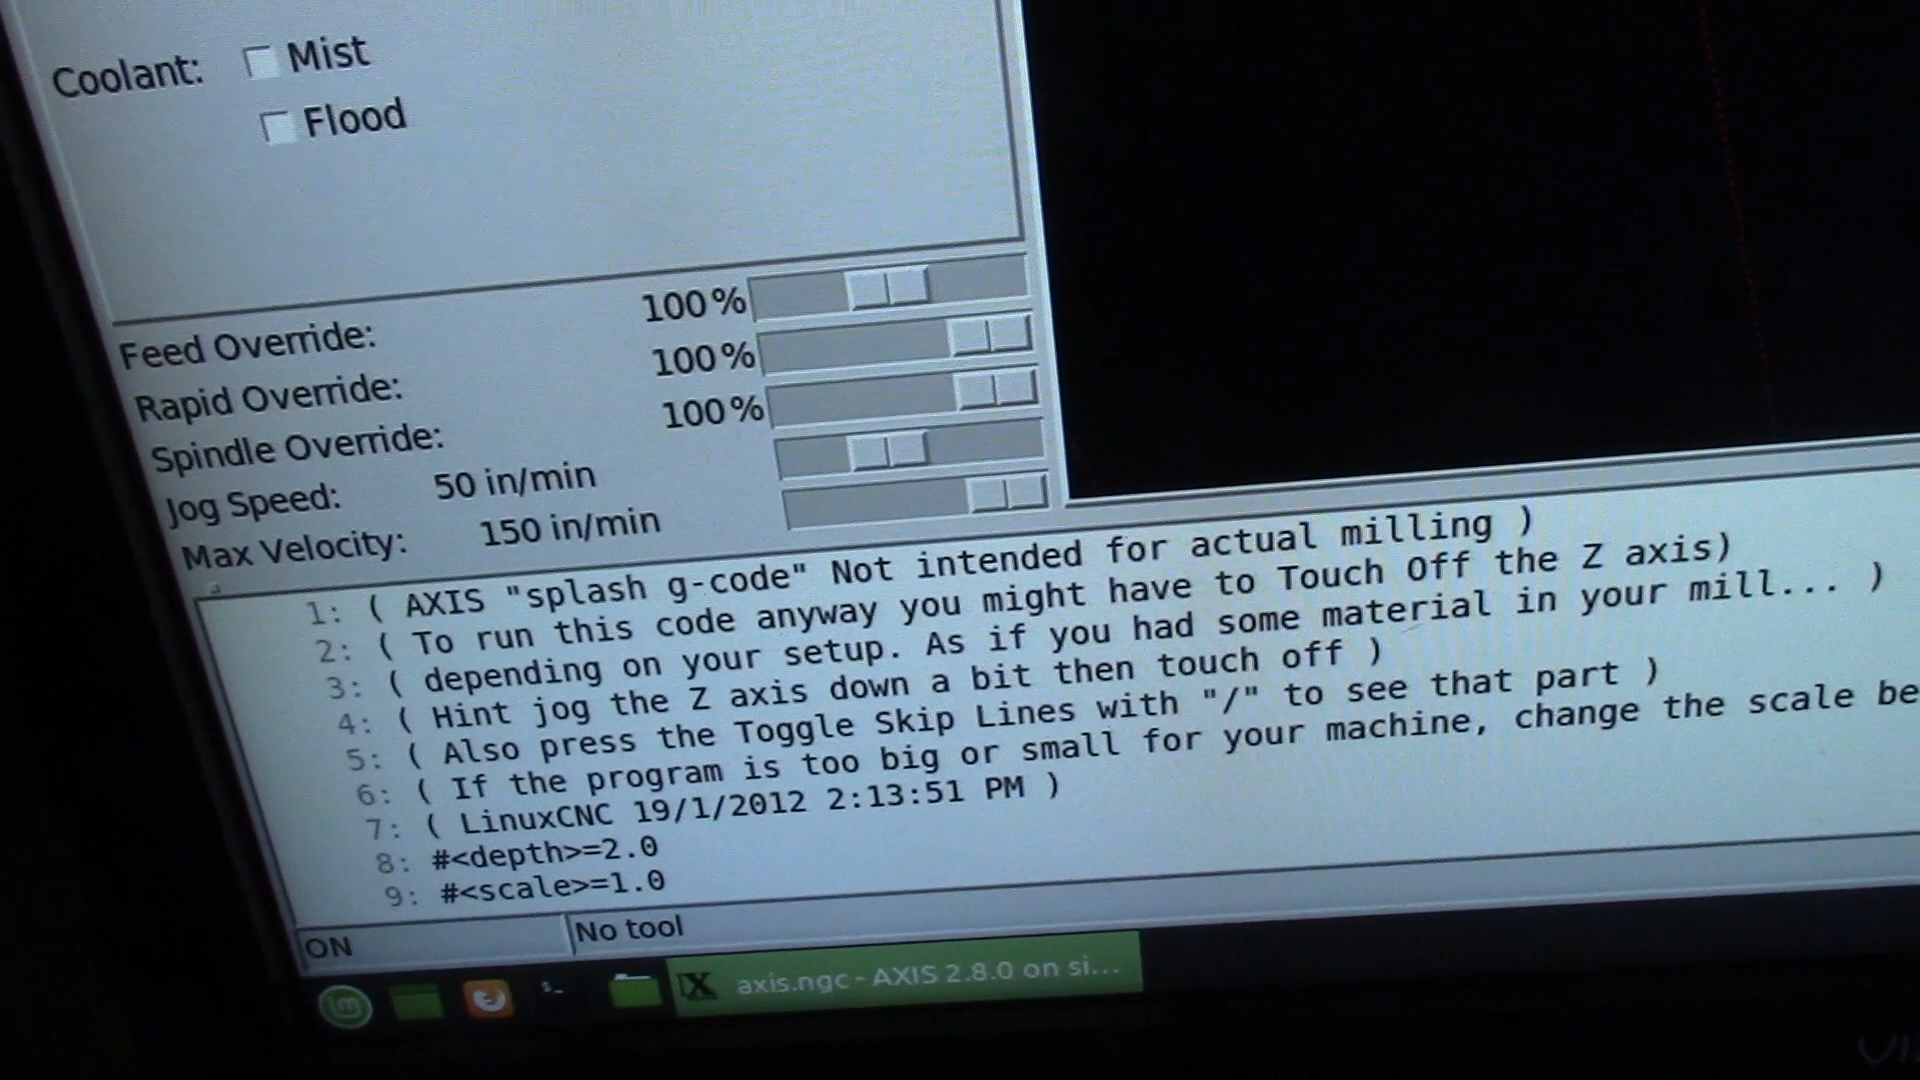 Coolant: Mist
Flood
Feed Override: 100%
Rapid Override: 100%
Spindle Override: 100%
Jog Speed: 50 in/min
Max Velocity: 150 in/min
1: ( AXIS "splash g-code" Not intended for actual milling )
2: ( To run this code anyway you might have to Touch Off the Z axis)
3: ( depending on your setup. As if you had some material in your mill... )
4: ( Hint jog the Z axis down a bit then touch off )
5: ( Also press the Toggle Skip Lines with "/" to see that part )
6: ( If the program is too big or small for your machine, change the scale be
7: ( LinuxCNC 19/1/2012 2:13:51 PM )
8: #<depth>=2.0
9: #<scale>=1.0
ON No tool
$_ X axis.ngc - AXIS 2.8.0 on si...